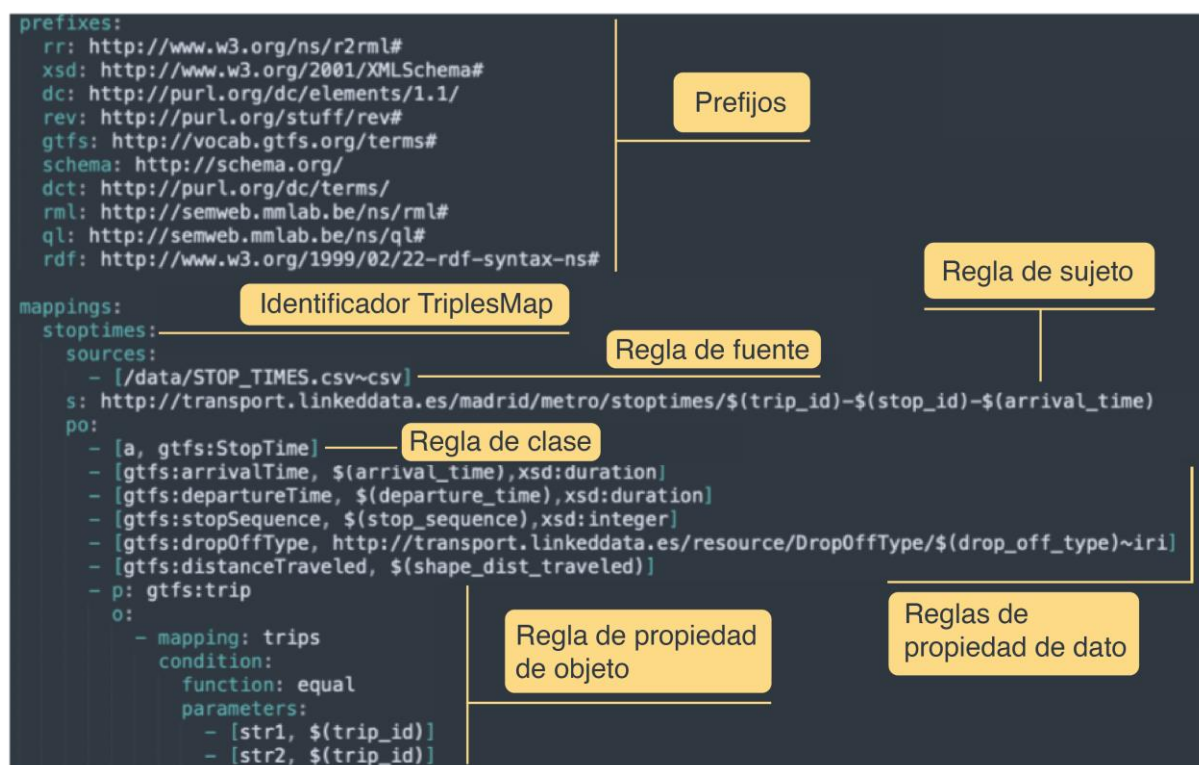 prefixes:
rr: http://www.w3.org/ns/r2rml#
xsd: http://www.w3.org/2001/XMLSchema#
dc: http://purl.org/dc/elements/1.1/
rev: http://purl.org/stuff/rev#
gtfs: http://vocab.gtfs.org/terms#
schema: http://schema.org/
dct: http://purl.org/dc/terms/
rml: http://semweb.mmlab.be/ns/rml#
ql: http://semweb.mmlab.be/ns/ql#
rdf: http://www.w3.org/1999/02/22-rdf-syntax-ns#
Prefijos
Regla de sujeto
mappings:
Identificador TriplesMap
stoptimes:
sources:
Regla de fuente
- [/data/STOP_TIMES.csv~csv]
s: http://transport.linkeddata.es/madrid/metro/stoptimes/$(trip_id)-$(stop_id)-$(arrival_time)
po:
- [a, gtfs:StopTime]
Regla de clase
- [gtfs:arrivalTime, $(arrival_time),xsd:duration]
- [gtfs:departureTime, $(departure_time),xsd:duration]
- [gtfs:stopSequence, $(stop_sequence),xsd:integer]
- [gtfs:dropOffType, http://transport.linkeddata.es/resource/DropOffType/$(drop_off_type)~iri]
- [gtfs:distanceTraveled, $(shape_dist_traveled)]
- p: gtfs:trip
o:
- mapping: trips
condition:
function: equal
parameters:
- [str1, $(trip_id)]
- [str2, $(trip_id)]
Regla de propiedad
de objeto
Reglas de
propiedad de dato